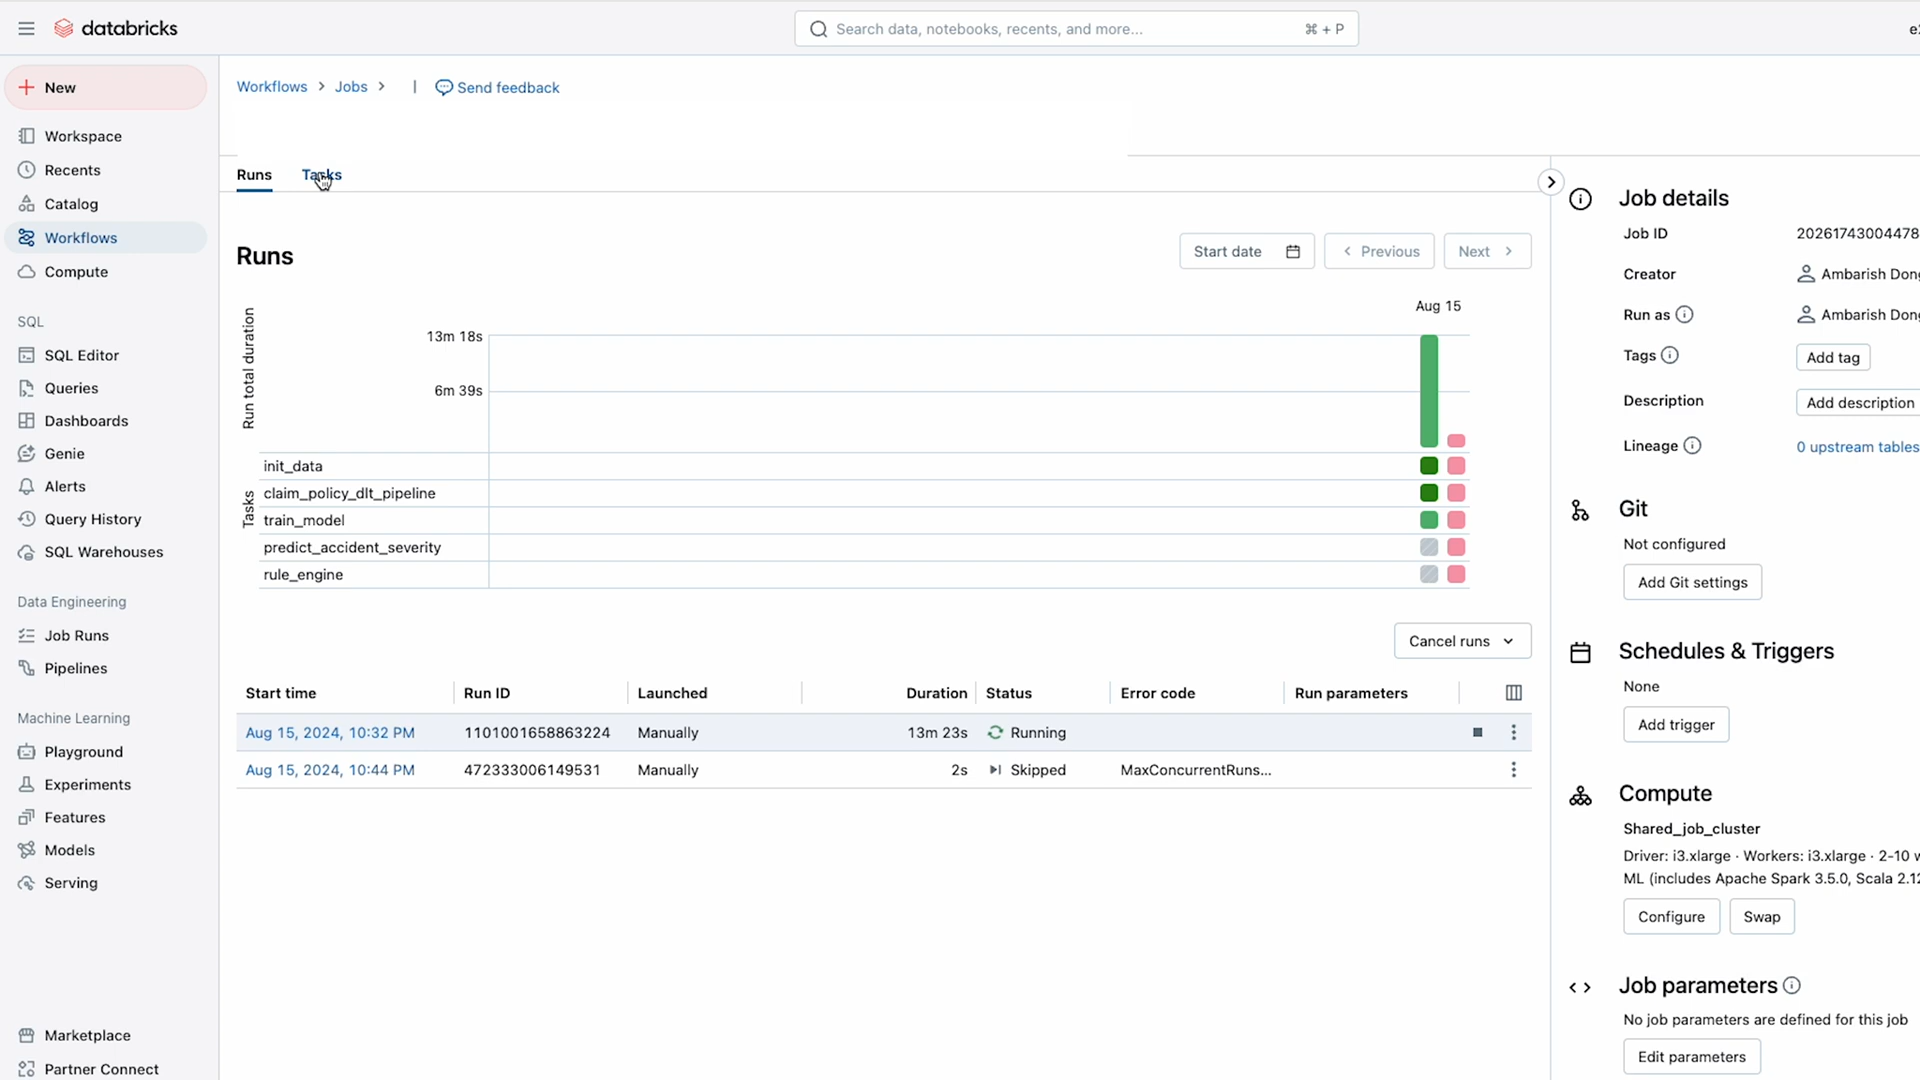 databricks
Search data, notebooks, recents, and more...
⌘ + P
New
Workspace
Recents
Catalog
Workflows
Compute
SQL
SQL Editor
Queries
Dashboards
Genie
Alerts
Query History
SQL Warehouses
Data Engineering
Job Runs
Pipelines
Machine Learning
Playground
Experiments
Features
Models
Serving
Marketplace
Partner Connect
Workflows > Jobs > | Send feedback
Runs Tasks
Runs
Start date
Previous
Next
Aug 15
Run total duration
13m 18s
6m 39s
Tasks
init_data
claim_policy_dlt_pipeline
train_model
predict_accident_severity
rule_engine
Cancel runs
Start time Run ID Launched Duration Status Error code Run parameters
Aug 15, 2024, 10:32 PM 1101001658863224 Manually 13m 23s Running
Aug 15, 2024, 10:44 PM 472333006149531 Manually 2s Skipped MaxConcurrentRuns...
Job details
Job ID 20261743004478
Creator Ambarish Dong
Run as Ambarish Dong
Tags Add tag
Description Add description
Lineage 0 upstream tables
Git
Not configured
Add Git settings
Schedules & Triggers
None
Add trigger
Compute
Shared_job_cluster
Driver: i3.xlarge · Workers: i3.xlarge · 2-10 w
ML (includes Apache Spark 3.5.0, Scala 2.12
Configure Swap
Job parameters
No job parameters are defined for this job
Edit parameters